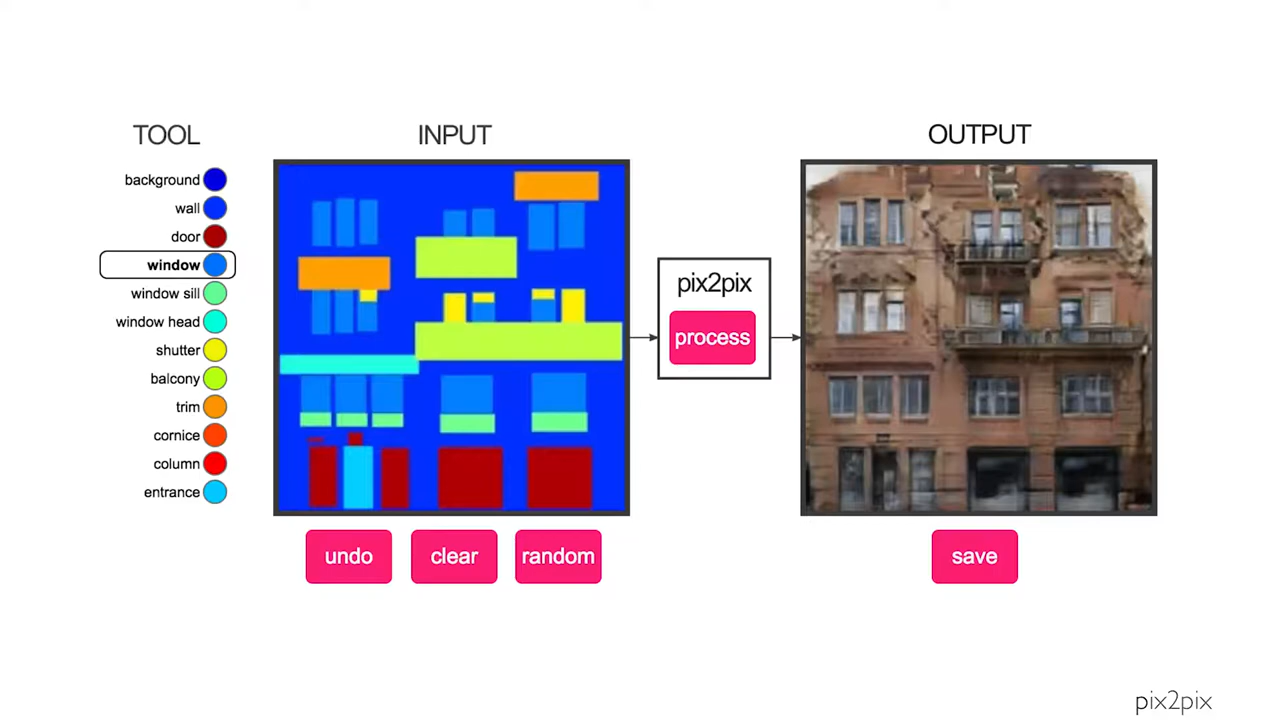 TOOL
INPUT
OUTPUT
background
wall
door
window
window sill
window head
shutter
balcony
trim
cornice
column
entrance
pix2pix
process
undo
clear
random
save
pix2pix